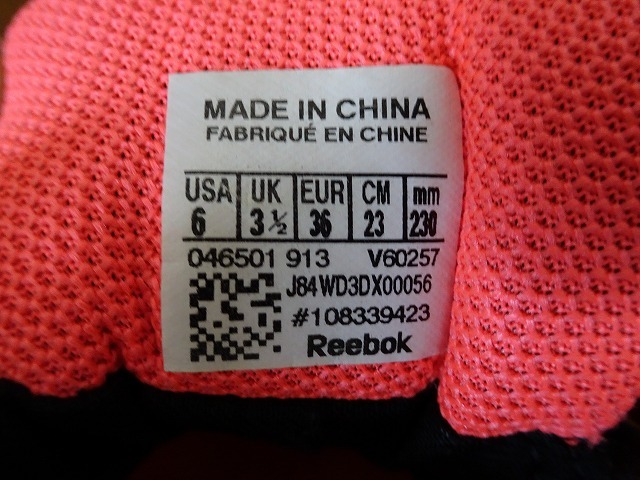 MADE IN CHINA
FABRIQUÉ EN CHINE
USA UK EUR CM mm
6 3 ½ 36 23 230
046501 913 V60257
J84WD3DX00056
#108339423
Reebok